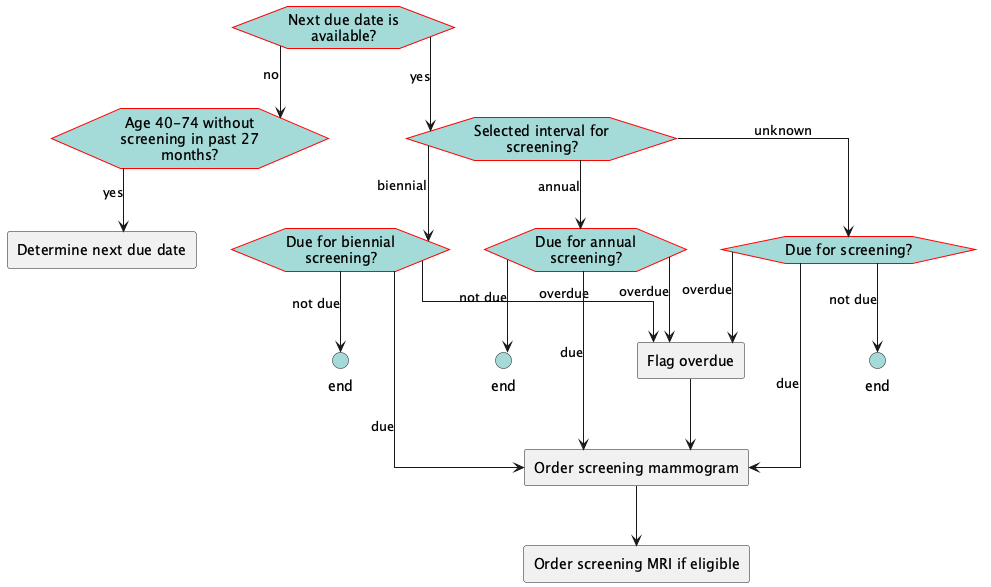 Next due date is
available?
no
yes
Age 40-74 without
screening in past 27
months?
Selected interval for
screening?
unknown
yes
biennial
annual
Determine next due date
Due for biennial
screening?
Due for annual
screening?
Due for screening?
not due
not due
overdue
overdue
overdue
not due
due
Flag overdue
end
end
end
due
due
Order screening mammogram
Order screening MRI if eligible